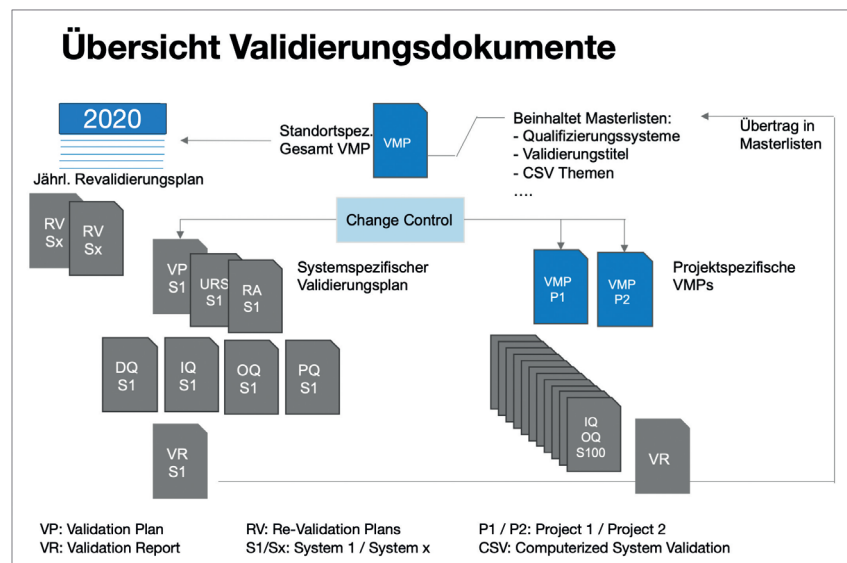 Übersicht Validierungsdokumente
2020
Jährl. Revalidierungsplan
Standortspez.
Gesamt VMP
VMP
Beinhaltet Masterlisten:
- Qualifizierungssysteme
- Validierungstitel
- CSV Themen
....
Übertrag in
Masterlisten
RV
Sx
RV
Sx
Change Control
VP
S1
URS
S1
RA
S1
Systemspezifischer
Validierungsplan
VMP
P1
VMP
P2
Projektspezifische
VMPs
DQ
S1
IQ
S1
OQ
S1
PQ
S1
VR
S1
IQ
OQ
S100
VR
VP: Validation Plan
VR: Validation Report
RV: Re-Validation Plans
S1/Sx: System 1 / System x
P1 / P2: Project 1 / Project 2
CSV: Computerized System Validation